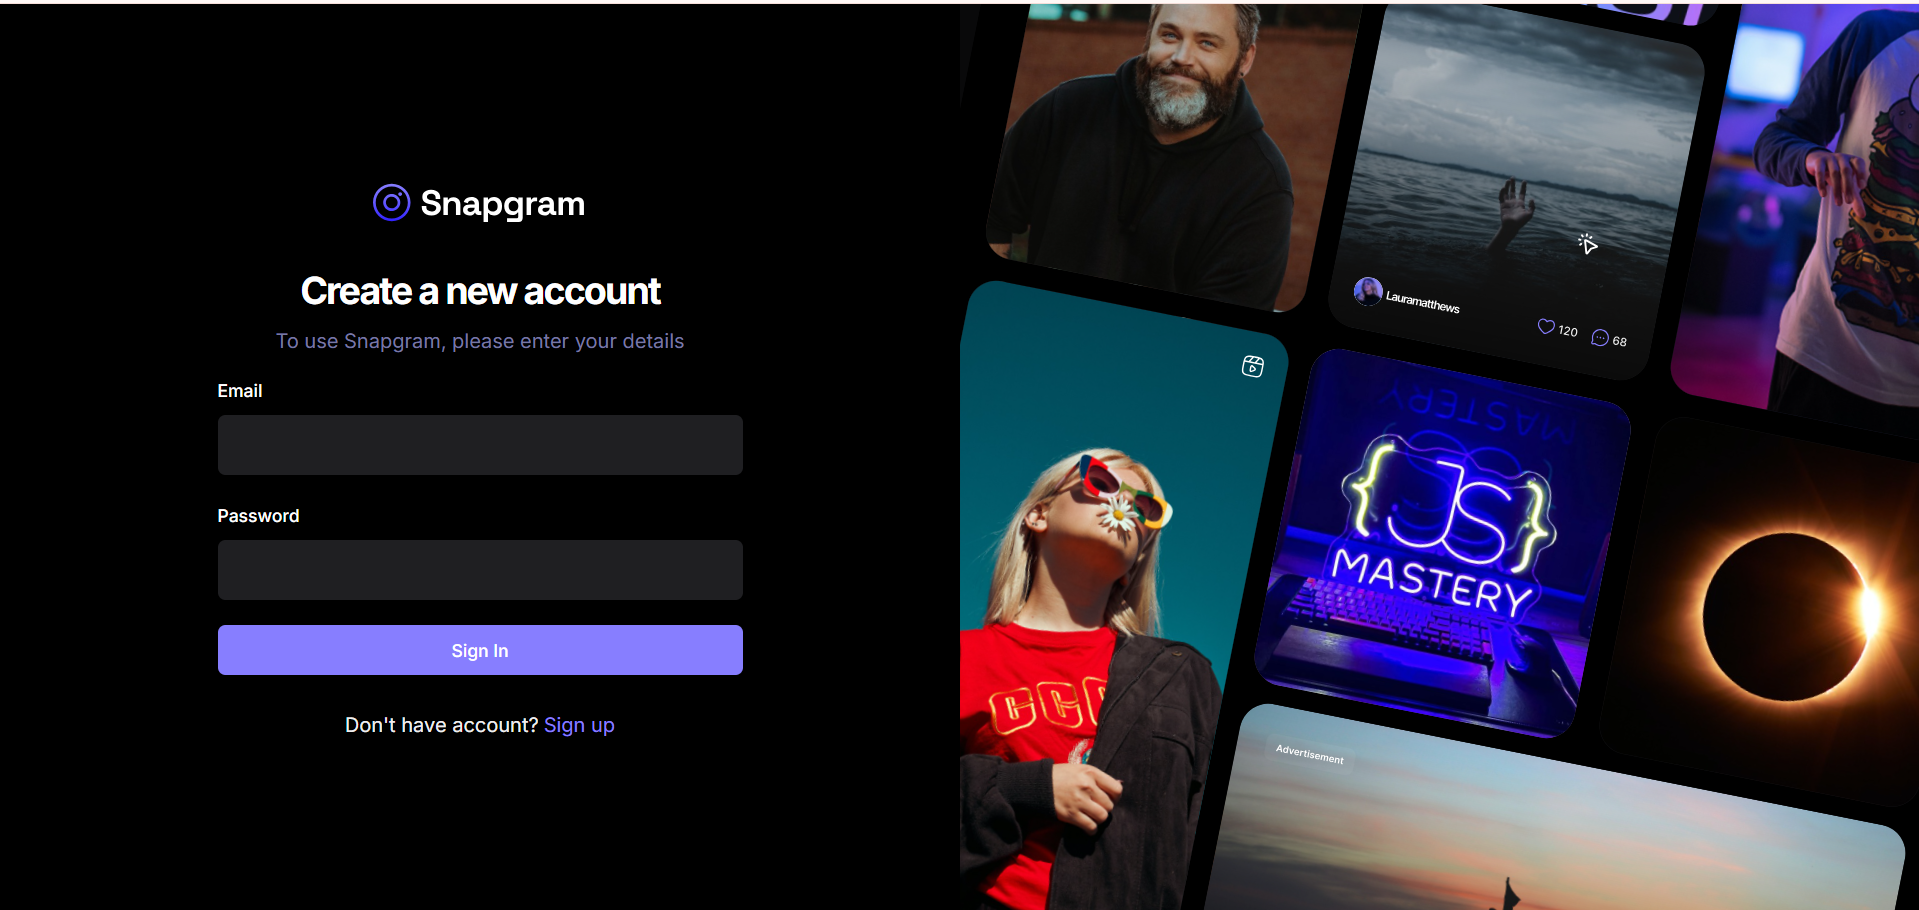 Snapgram
Create a new account
To use Snapgram, please enter your details
Email
Password
Sign In
Don't have account? Sign up
Lauramatthews
120
68
MASTERY
{JS}
MASTERY
CCC
Advertisement